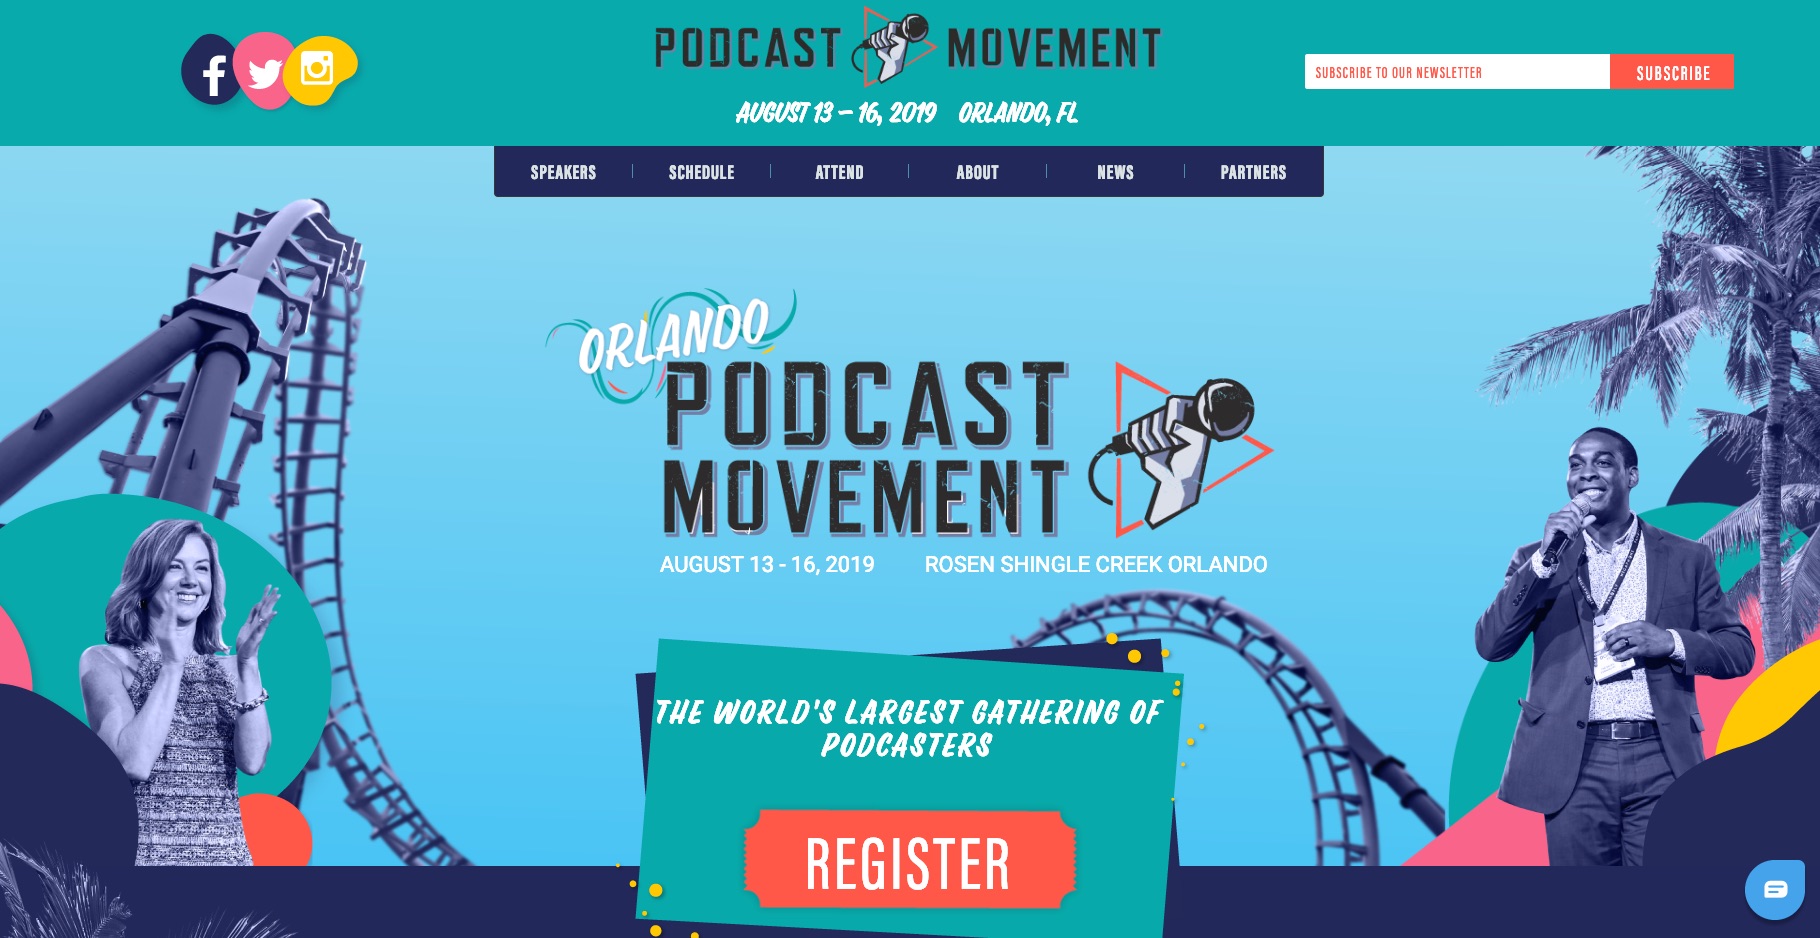 PODCAST MOVEMENT
AUGUST 13 – 16, 2019 ORLANDO, FL
SUBSCRIBE TO OUR NEWSLETTER
SUBSCRIBE
SPEAKERS
SCHEDULE
ATTEND
ABOUT
NEWS
PARTNERS
ORLANDO
PODCAST
MOVEMENT
AUGUST 13 - 16, 2019 ROSEN SHINGLE CREEK ORLANDO
THE WORLD'S LARGEST GATHERING OF
PODCASTERS
REGISTER